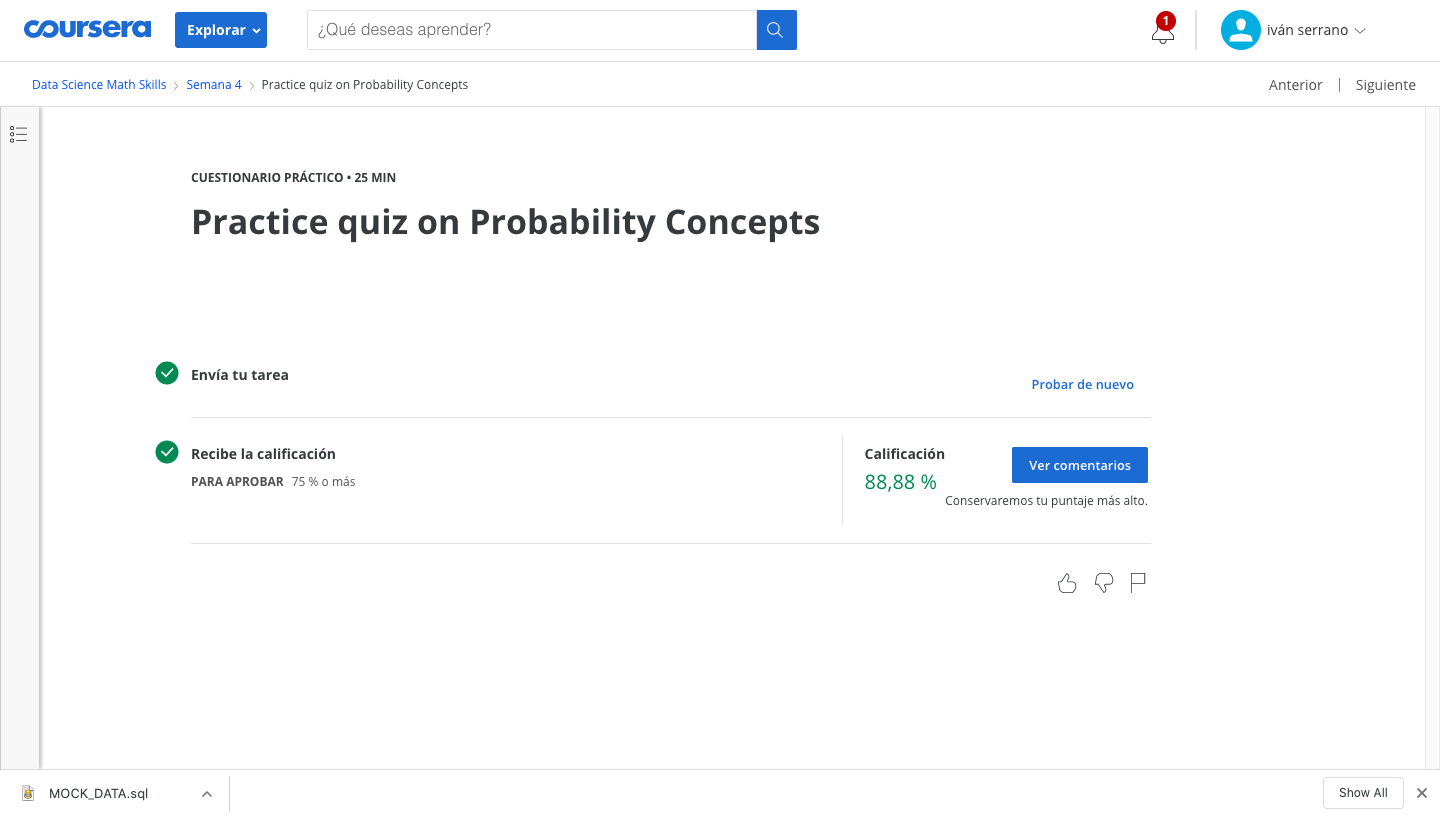 coursera
Explorar
¿Qué deseas aprender?
1
iván serrano
Data Science Math Skills
Semana 4
Practice quiz on Probability Concepts
Anterior
Siguiente
CUESTIONARIO PRÁCTICO • 25 MIN
Practice quiz on Probability Concepts
Envía tu tarea
Probar de nuevo
Recibe la calificación
PARA APROBAR 75 % o más
Calificación
88,88 %
Ver comentarios
Conservaremos tu puntaje más alto.
MOCK_DATA.sql
Show All